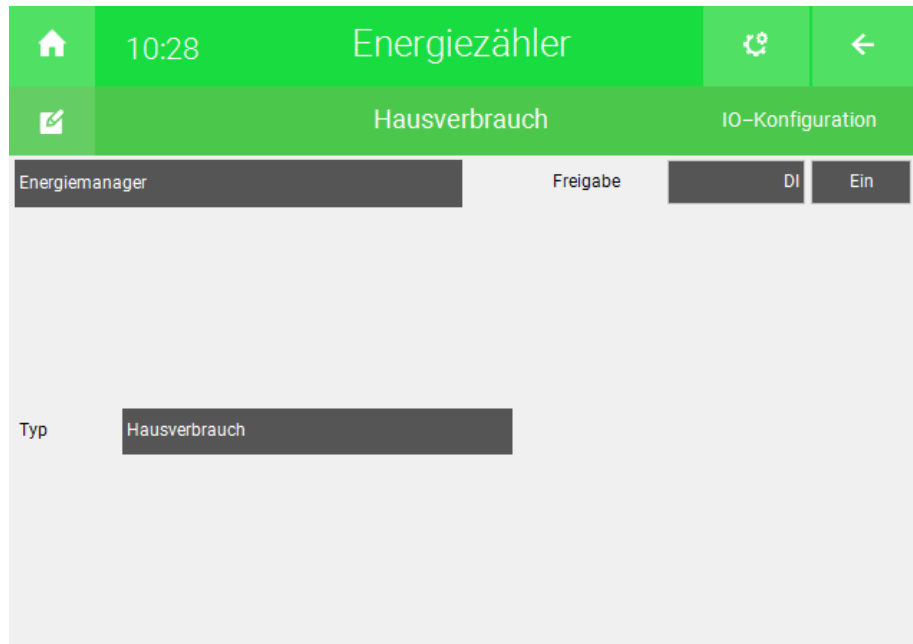 10:28 Energiezähler
Hausverbrauch IO-Konfiguration
Energiemanager Freigabe DI Ein
Typ Hausverbrauch